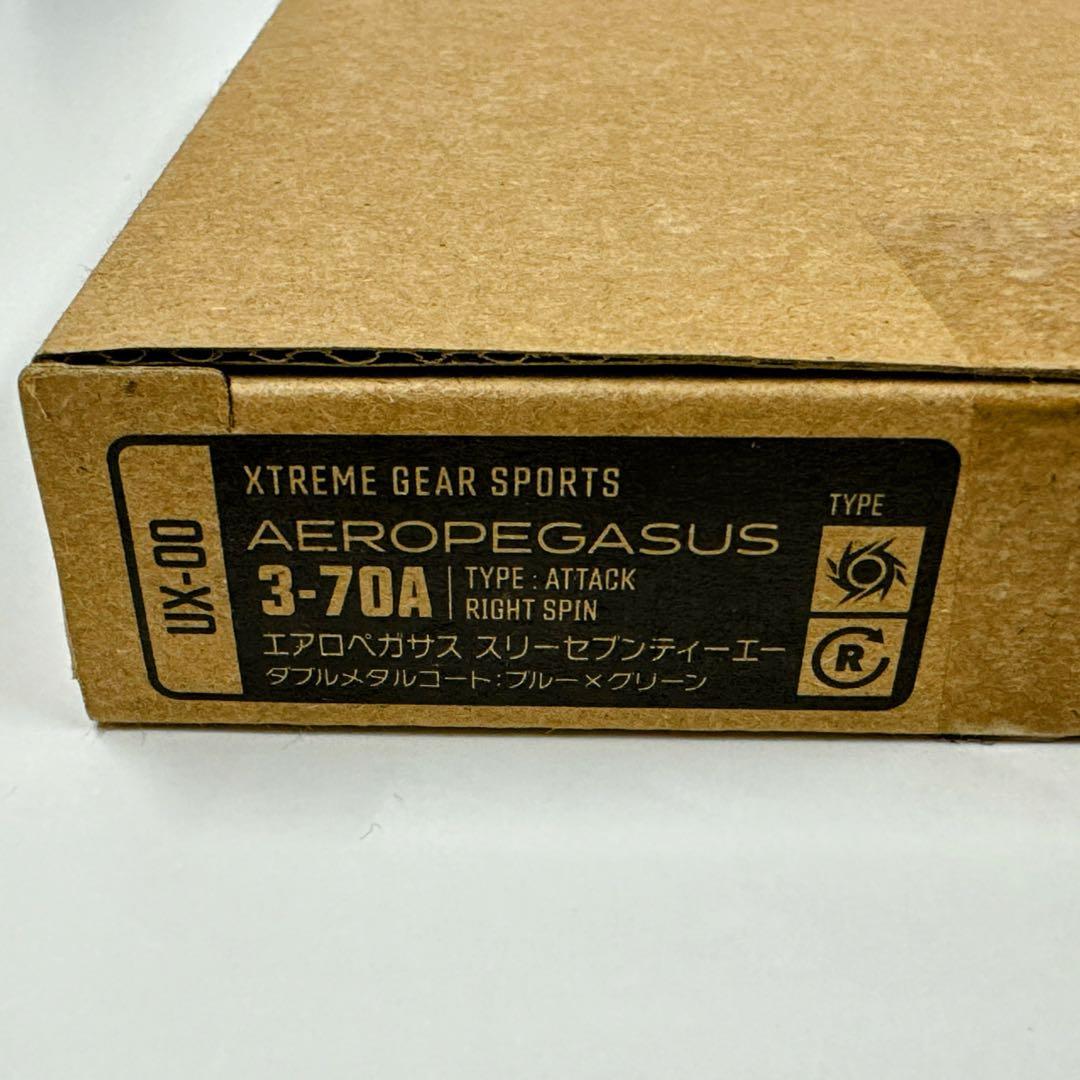 UX-00
XTREME GEAR SPORTS
AEROPEGASUS
3-70A
TYPE : ATTACK
RIGHT SPIN
エアロペガサス スリーセブンティーエー
ダブルメタルコート:ブルー×グリーン
TYPE
R